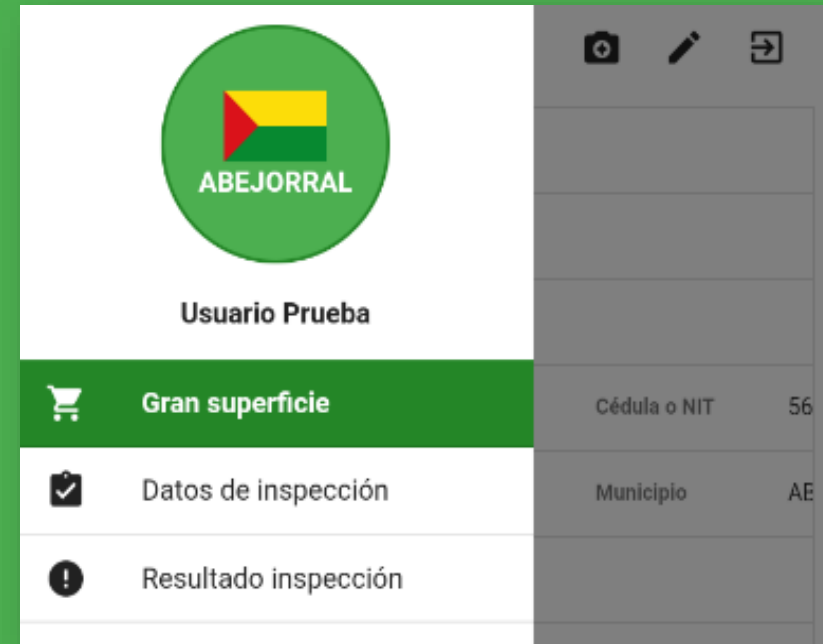 ABEJORRAL
Usuario Prueba
Gran superficie
Cédula o NIT 56
Datos de inspección
Municipio AE
Resultado inspección